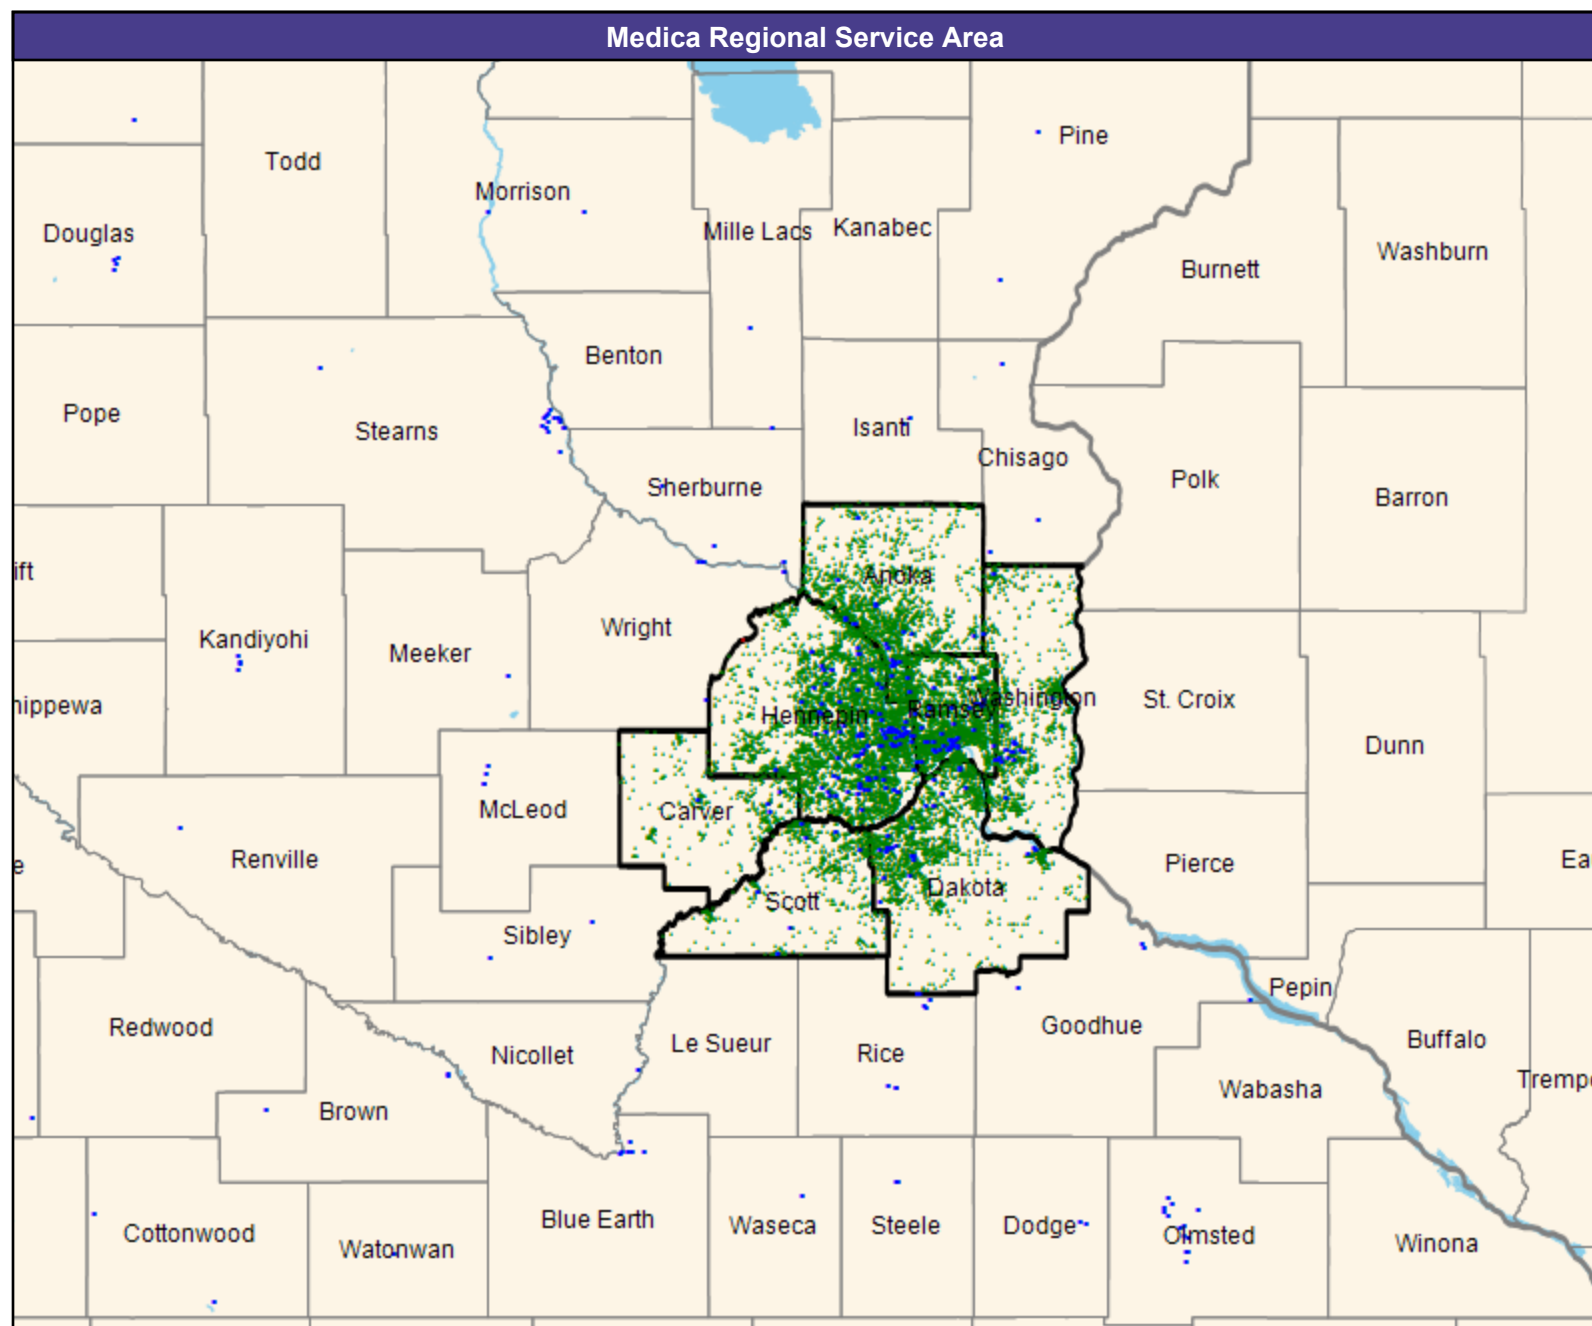 Medica Regional Service Area
Pine
Todd
Morrison
Douglas
Mille Lacs
Kanabec
Washburn
Burnett
Benton
Pope
Stearns
Isanti
Chisago
Polk
Sherburne
Barron
ift
Anoka
Kandiyohi
Wright
Meeker
hippewa
Hennepin
Ramsey
Washington
St. Croix
Dunn
McLeod
Carver
Renville
Pierce
Ea
e
Dakota
Scott
Sibley
Pepin
Redwood
Nicollet
Le Sueur
Rice
Goodhue
Buffalo
Trempe
Wabasha
Brown
Blue Earth
Waseca
Steele
Dodge
Olmsted
Cottonwood
Watonwan
Winona